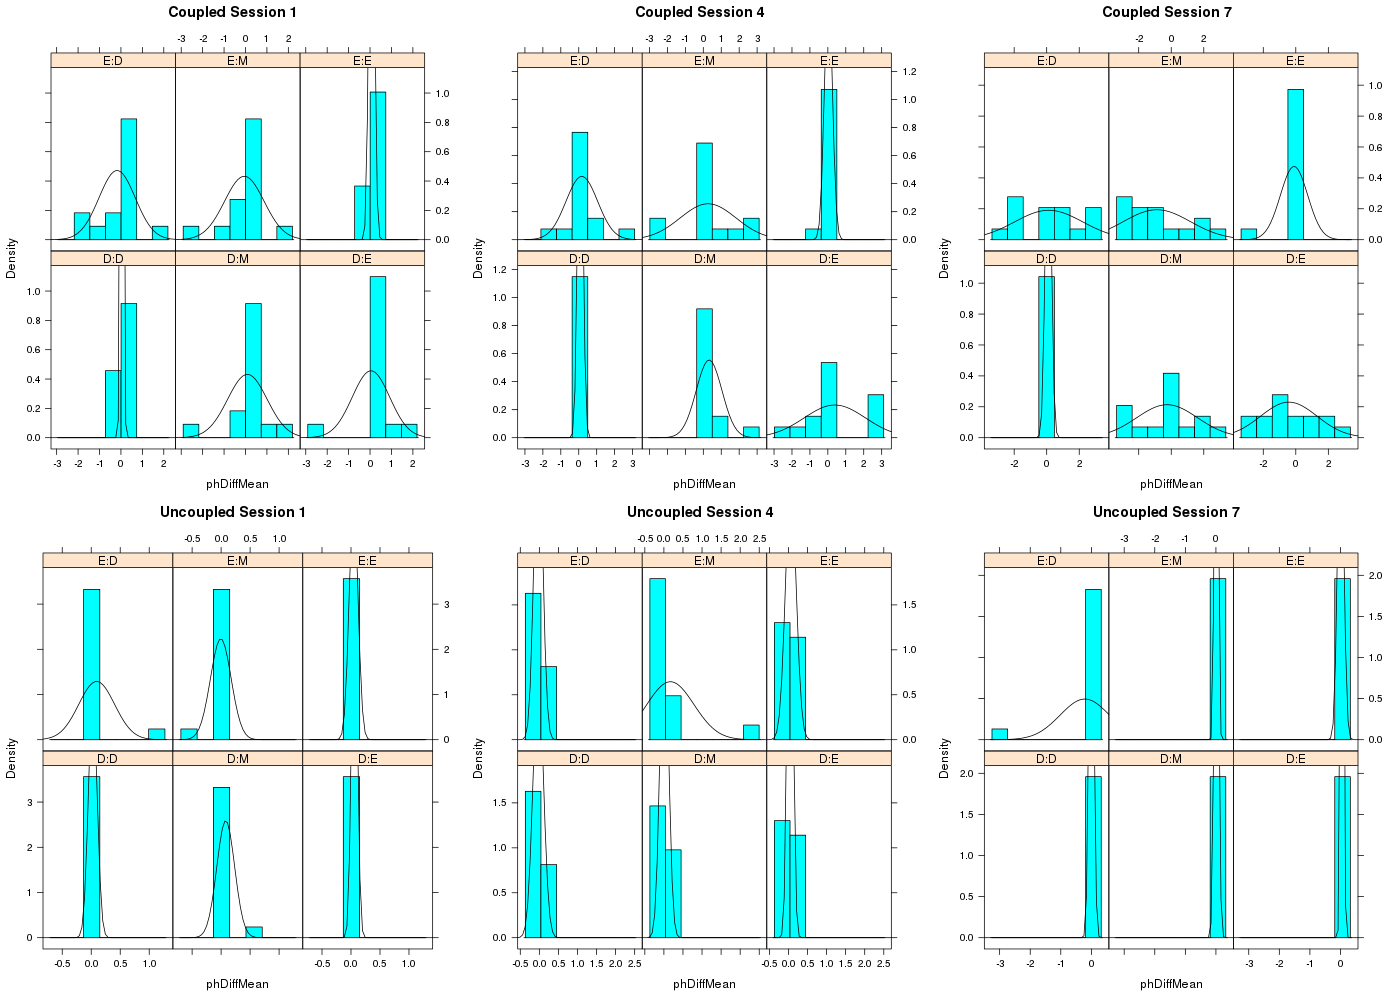 Coupled Session 1
-3 -2 -1 0 1 2
E:D E:M E:E
1.0
0.8
0.6
0.4
0.2
0.0
Density
D:D D:M D:E
1.0
0.8
0.6
0.4
0.2
0.0
-3 -2 -1 0 1 2 -3 -2 -1 0 1 2
phDiffMean
Coupled Session 4
-3 -2 -1 0 1 2 3
E:D E:M E:E
1.2
1.0
0.8
0.6
0.4
0.2
0.0
Density
D:D D:M D:E
1.2
1.0
0.8
0.6
0.4
0.2
0.0
-3 -2 -1 0 1 2 3 -3 -2 -1 0 1 2 3
phDiffMean
Coupled Session 7
-2 0 2
E:D E:M E:E
1.0
0.8
0.6
0.4
0.2
0.0
Density
D:D D:M D:E
1.0
0.8
0.6
0.4
0.2
0.0
-2 0 2 -2 0 2
phDiffMean
Uncoupled Session 1
-0.5 0.0 0.5 1.0
E:D E:M E:E
3
2
1
0
Density
D:D D:M D:E
3
2
1
0
-0.5 0.0 0.5 1.0 -0.5 0.0 0.5 1.0
phDiffMean
Uncoupled Session 4
-0.5 0.0 0.5 1.0 1.5 2.0 2.5
E:D E:M E:E
1.5
1.0
0.5
0.0
Density
D:D D:M D:E
1.5
1.0
0.5
0.0
-0.5 0.0 0.5 1.0 1.5 2.0 2.5 -0.5 0.0 0.5 1.0 1.5 2.0 2.5
phDiffMean
Uncoupled Session 7
-3 -2 -1 0
E:D E:M E:E
2.0
1.5
1.0
0.5
0.0
Density
D:D D:M D:E
2.0
1.5
1.0
0.5
0.0
-3 -2 -1 0 -3 -2 -1 0
phDiffMean